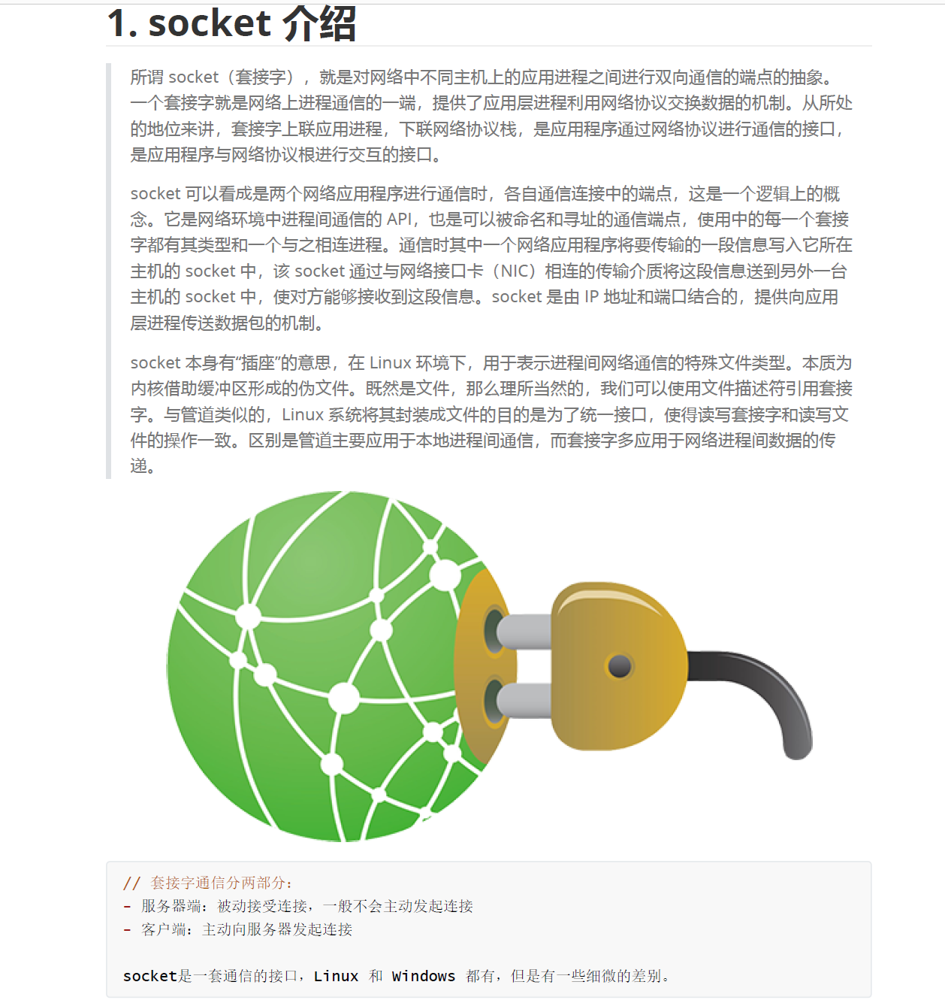 1. socket 介绍
所谓 socket（套接字），就是对网络中不同主机上的应用进程之间进行双向通信的端点的抽象。
一个套接字就是网络上进程通信的一端，提供了应用层进程利用网络协议交换数据的机制。从所处
的地位来讲，套接字上联应用进程，下联网络协议栈，是应用程序通过网络协议进行通信的接口，
是应用程序与网络协议根进行交互的接口。
socket 可以看成是两个网络应用程序进行通信时，各自通信连接中的端点，这是一个逻辑上的概
念。它是网络环境中进程间通信的 API，也是可以被命名和寻址的通信端点，使用中的每一个套接
字都有其类型和一个与之相连进程。通信时其中一个网络应用程序将要传输的一段信息写入它所在
主机的 socket 中，该 socket 通过与网络接口卡（NIC）相连的传输介质将这段信息送到另外一台
主机的 socket 中，使对方能够接收到这段信息。socket 是由 IP 地址和端口结合的，提供向应用
层进程传送数据包的机制。
socket 本身有“插座”的意思，在 Linux 环境下，用于表示进程间网络通信的特殊文件类型。本质为
内核借助缓冲区形成的伪文件。既然是文件，那么理所当然的，我们可以使用文件描述符引用套接
字。与管道类似的，Linux 系统将其封装成文件的目的是为了统一接口，使得读写套接字和读写文
件的操作一致。区别是管道主要应用于本地进程间通信，而套接字多应用于网络进程间数据的传
递。
// 套接字通信分两部分：
- 服务器端：被动接受连接，一般不会主动发起连接
- 客户端：主动向服务器发起连接
socket是一套通信的接口，Linux 和 Windows 都有，但是有一些细微的差别。